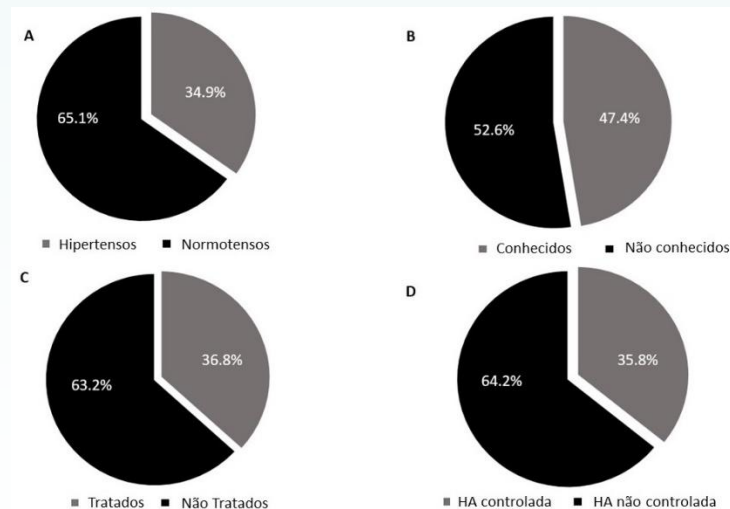 A
65.1%
34.9%
Hipertensos Normotensos
B
52.6%
47.4%
Conhecidos Não conhecidos
C
63.2%
36.8%
Tratados Não Tratados
D
64.2%
35.8%
HA controlada HA não controlada